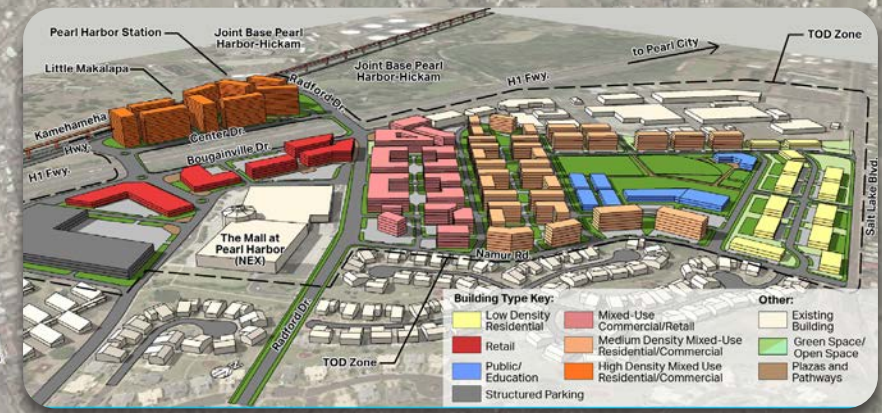 Pearl Harbor Station
Joint Base Pearl
Harbor-Hickam
Little Makalapa
Joint Base Pearl
Harbor-Hickam
to Pearl City
TOD Zone
H1 Fwy.
Radford Dr.
Kamehameha
Hwy.
Center Dr.
Bougainville Dr.
H1 Fwy.
The Mall at
Pearl Harbor
(NEX)
Namur Rd.
Salt Lake Blvd.
Radford Dr.
TOD Zone
Building Type Key:
Low Density
Residential
Retail
Public/
Education
Structured Parking
Mixed-Use
Commercial/Retail
Medium Density Mixed-Use
Residential/Commercial
High Density Mixed Use
Residential/Commercial
Other:
Existing
Building
Green Space/
Open Space
Plazas and
Pathways